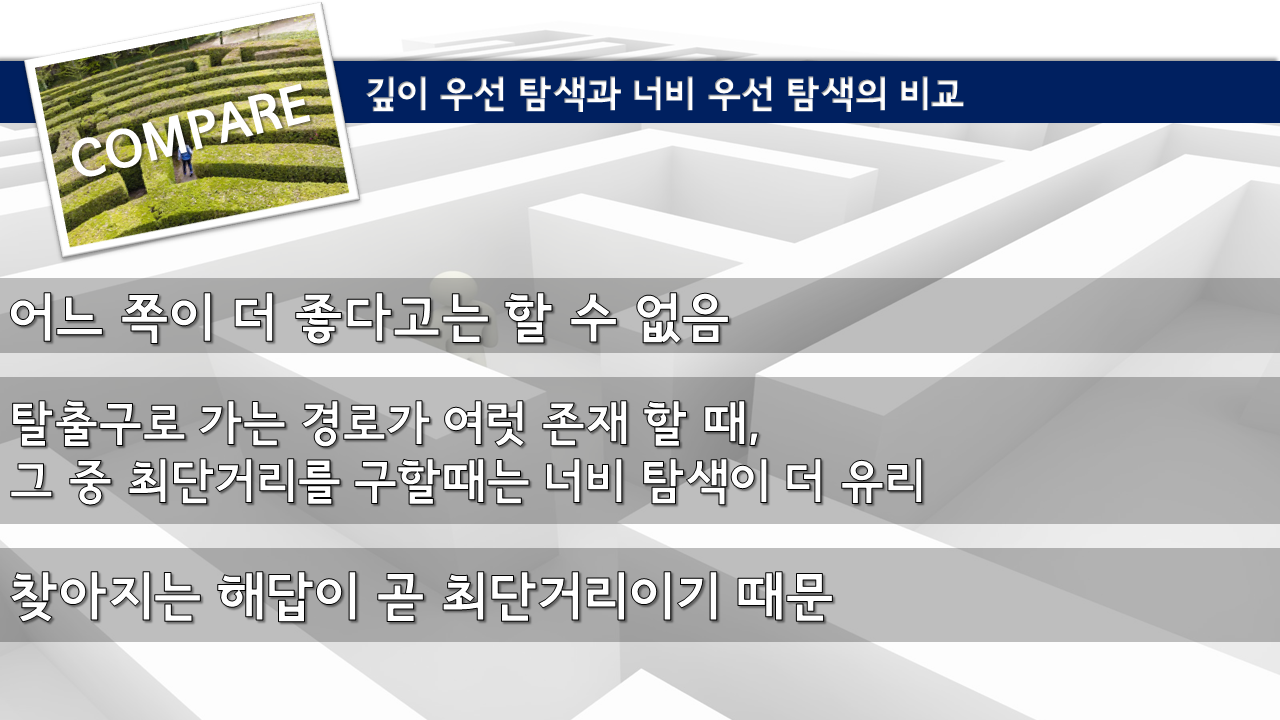 COMPARE
깊이 우선 탐색과 너비 우선 탐색의 비교
어느 쪽이 더 좋다고는 할 수 없음
탈출구로 가는 경로가 여럿 존재 할 때,
그 중 최단거리를 구할때는 너비 탐색이 더 유리
찾아지는 해답이 곧 최단거리이기 때문